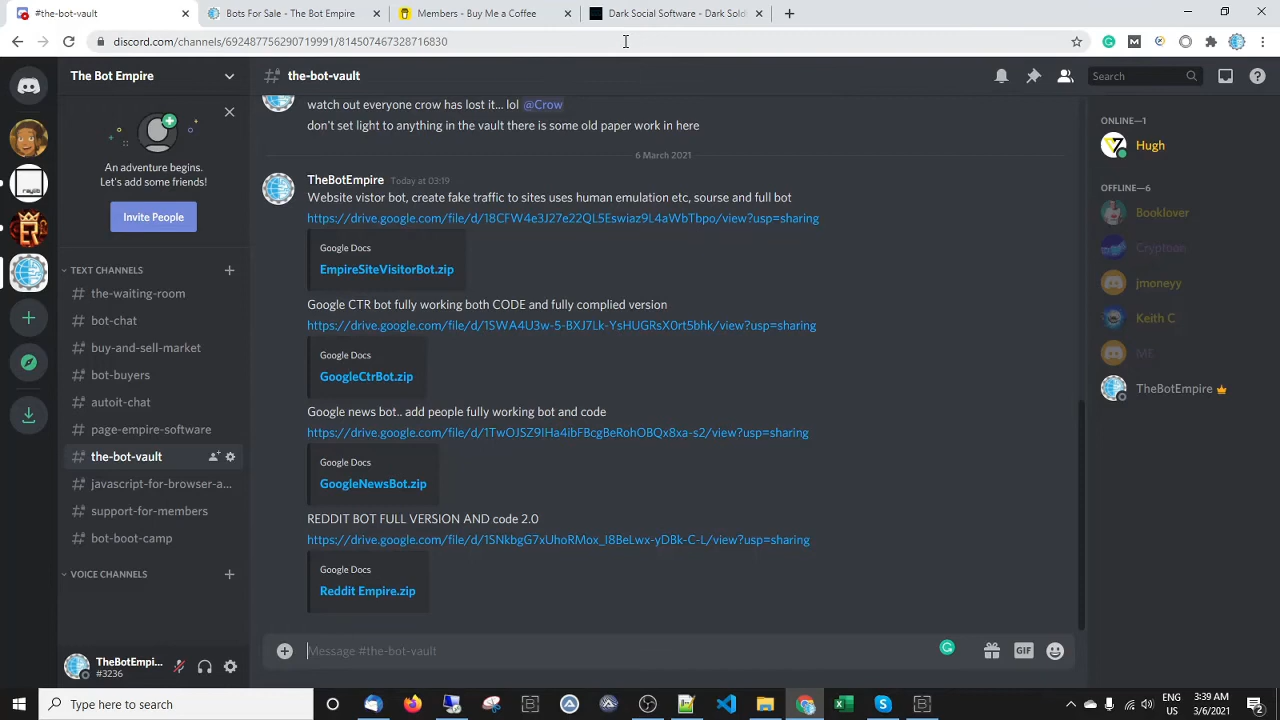 #the-bot-vault
Bots For Sale - The Bot Empire
Members - Buy Me a Coffee
Dark Social Software - Dark Sold
discord.com/channels/692487756290719991/814507467328716830
The Bot Empire
An adventure begins.
Let's add some friends!
Invite People
TEXT CHANNELS
the-waiting-room
bot-chat
buy-and-sell-market
bot-buyers
autoit-chat
page-empire-software
the-bot-vault
javascript-for-browser-a...
support-for-members
bot-boot-camp
VOICE CHANNELS
TheBotEmpi...
#3236
# the-bot-vault
Search
watch out everyone crow has lost it... lol @Crow
don't set light to anything in the vault there is some old paper work in here
6 March 2021
TheBotEmpire Today at 03:19
Website vistor bot, create fake traffic to sites uses human emulation etc, sourse and full bot
https://drive.google.com/file/d/18CFW4e3J27e22QL5Eswiaz9L4aWbTbpo/view?usp=sharing
Google Docs
EmpireSiteVisitorBot.zip
Google CTR bot fully working both CODE and fully complied version
https://drive.google.com/file/d/1SWA4U3w-5-BXJ7Lk-YsHUGRsX0rt5bhk/view?usp=sharing
Google Docs
GoogleCtrBot.zip
Google news bot.. add people fully working bot and code
https://drive.google.com/file/d/1TwOJSZ9IHa4ibFBcgBeRohOBQx8xa-s2/view?usp=sharing
Google Docs
GoogleNewsBot.zip
REDDIT BOT FULL VERSION AND code 2.0
https://drive.google.com/file/d/1SNkbgG7xUhoRMox_I8BeLwx-yDBk-C-L/view?usp=sharing
Google Docs
Reddit Empire.zip
Message #the-bot-vault
GIF
ONLINE—1
Hugh
OFFLINE—6
Booklover
Cryptoan
jmoneyy
Keith C
ME
TheBotEmpire
Type here to search
ENG
US
3:39 AM
3/6/2021